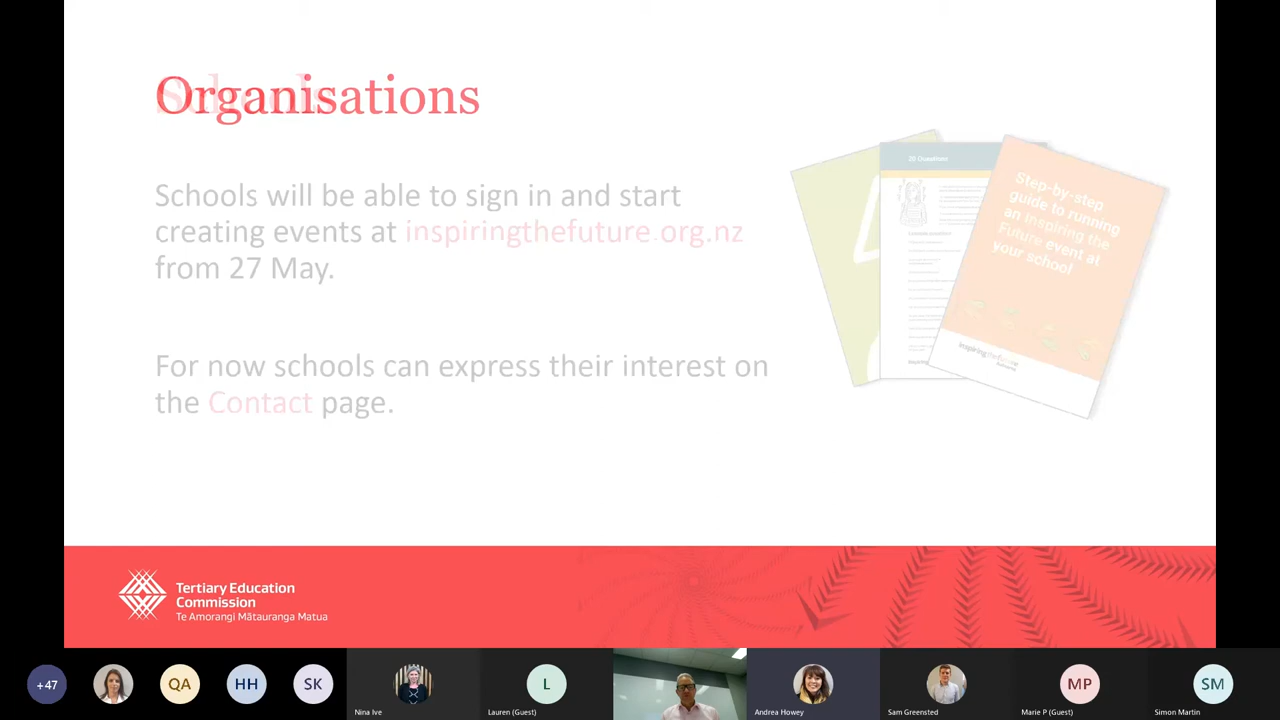 Organisations
Schools
Schools will be able to sign in and start
creating events at inspiringthefuture.org.nz
from 27 May.
For now schools can express their interest on
the Contact page.
20 Questions
Step-by-step
guide to running
an Inspiring the
Future event at
your school
inspiringthefuture
Tertiary Education
Commission
Te Amorangi Mātauranga Matua
+47
QA
HH
SK
Nina Ive
L
Lauren (Guest)
Andrea Howey
Sam Greensted
MP
Marie P (Guest)
SM
Simon Martin